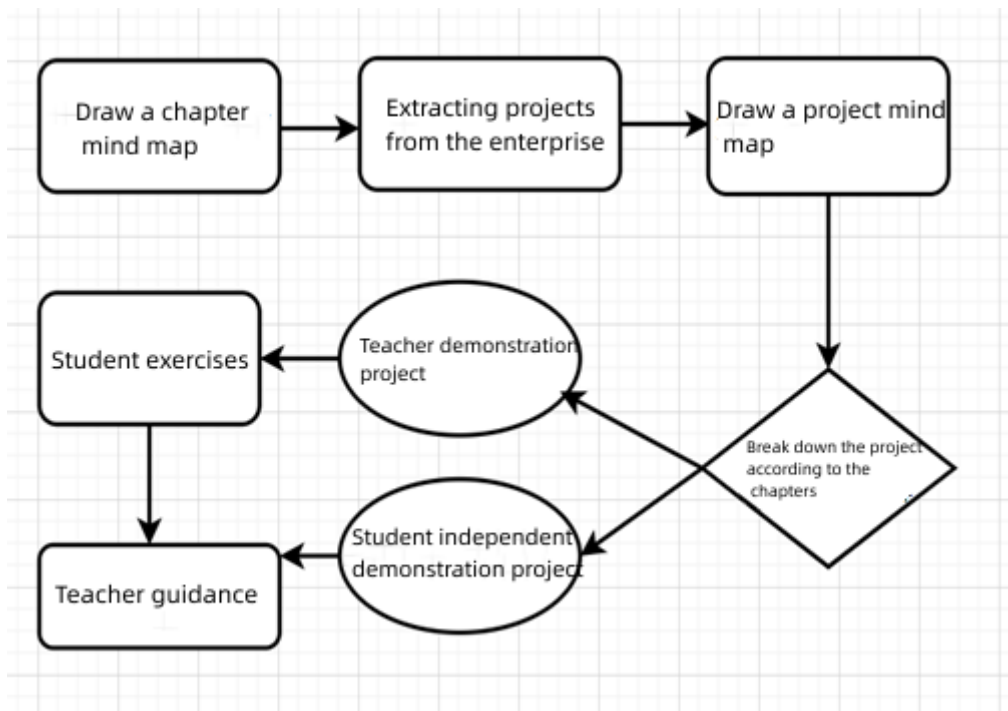 Draw a chapter
mind map
Extracting projects
from the enterprise
Draw a project mind
map
Student exercises
Teacher demonstration
project
Break down the project
according to the
chapters
Student independent
demonstration project
Teacher guidance